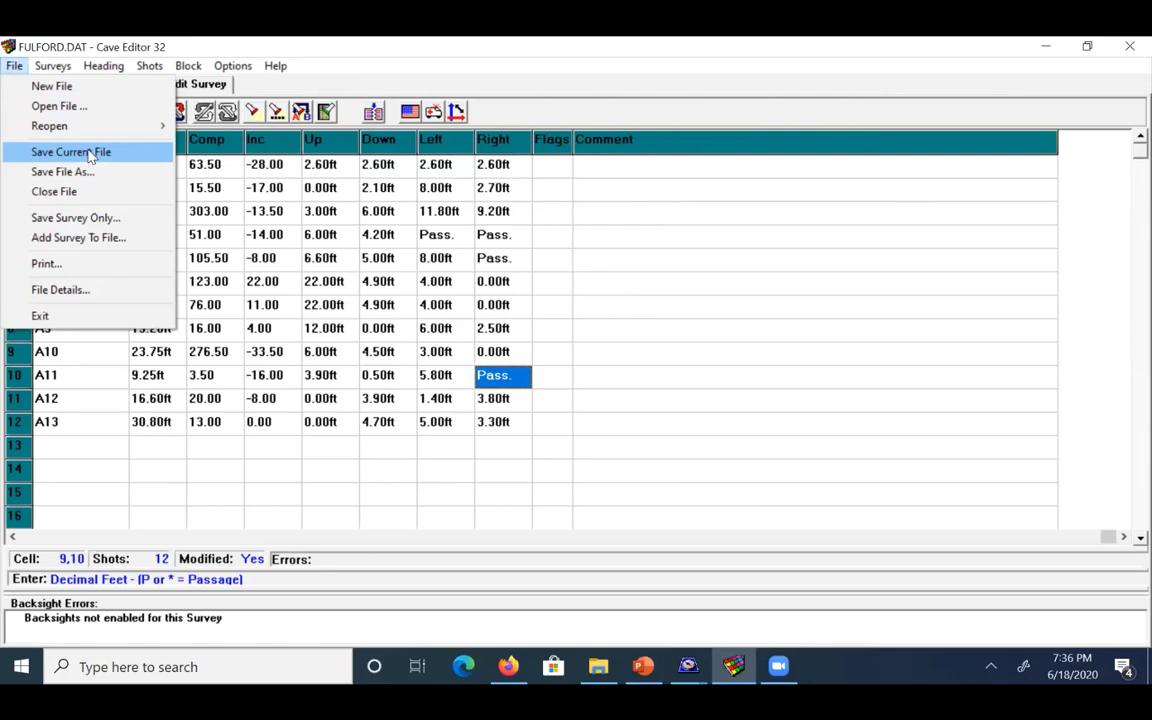 FULFORD.DAT - Cave Editor 32
File Surveys Heading Shots Block Options Help
New File
Open File ...
Reopen
Save Current File
Save File As...
Close File
Save Survey Only...
Add Survey To File...
Print...
File Details...
Exit
dit Survey
Comp Inc Up Down Left Right Flags Comment
63.50 -28.00 2.60ft 2.60ft 2.60ft 2.60ft
15.50 -17.00 0.00ft 2.10ft 8.00ft 2.70ft
303.00 -13.50 3.00ft 6.00ft 11.80ft 9.20ft
51.00 -14.00 6.00ft 4.20ft Pass. Pass.
105.50 -8.00 6.60ft 5.00ft 8.00ft Pass.
123.00 22.00 22.00ft 4.90ft 4.00ft 0.00ft
76.00 11.00 22.00ft 4.90ft 4.00ft 0.00ft
16.00 4.00 12.00ft 0.00ft 6.00ft 2.50ft
9 A10 23.75ft 276.50 -33.50 6.00ft 4.50ft 3.00ft 0.00ft
10 A11 9.25ft 3.50 -16.00 3.90ft 0.50ft 5.80ft Pass.
11 A12 16.60ft 20.00 -8.00 0.00ft 3.90ft 1.40ft 3.80ft
12 A13 30.80ft 13.00 0.00 0.00ft 4.70ft 5.00ft 3.30ft
13
14
15
16
Cell: 9,10 Shots: 12 Modified: Yes Errors:
Enter: Decimal Feet - (P or * = Passage)
Backsight Errors:
Backsights not enabled for this Survey
Type here to search
7:36 PM
6/18/2020
4